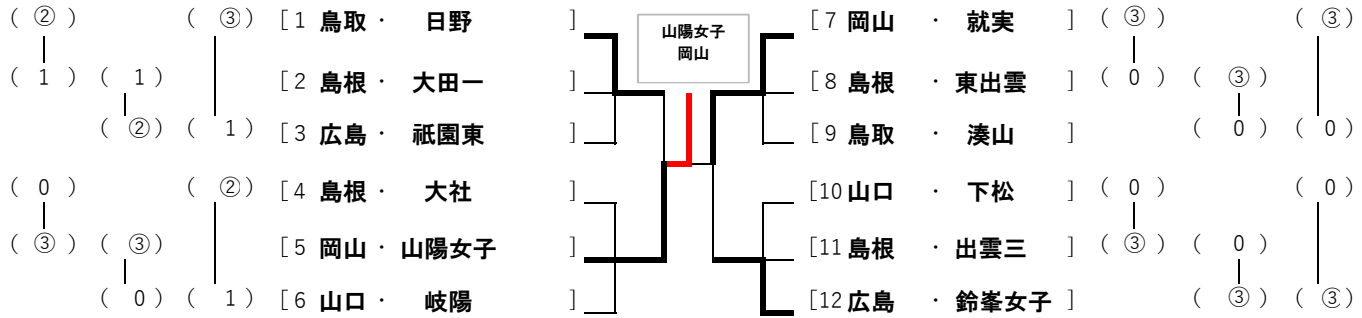 ( ② ) ( ③ ) [ 1 鳥取 ・ 日野 ] 山陽女子 [ 7 岡山 ・ 就実 ] ( ③ ) ( ③ )
岡山
( 1 ) ( 1 ) [ 2 島根 ・ 大田一 ] [ 8 島根 ・ 東出雲 ] ( 0 ) ( ③ )
( ② ) ( 1 ) [ 3 広島 ・ 祇園東 ] [ 9 鳥取 ・ 湊山 ] ( 0 ) ( 0 )
( 0 ) ( ② ) [ 4 島根 ・ 大社 ] [ 10 山口 ・ 下松 ] ( 0 ) ( 0 )
( ③ ) ( ③ ) [ 5 岡山 ・ 山陽女子 ] [ 11 島根 ・ 出雲三 ] ( ③ ) ( 0 )
( 0 ) ( 1 ) [ 6 山口 ・ 岐陽 ] [ 12 広島 ・ 鈴峯女子 ] ( ③ ) ( ③ )